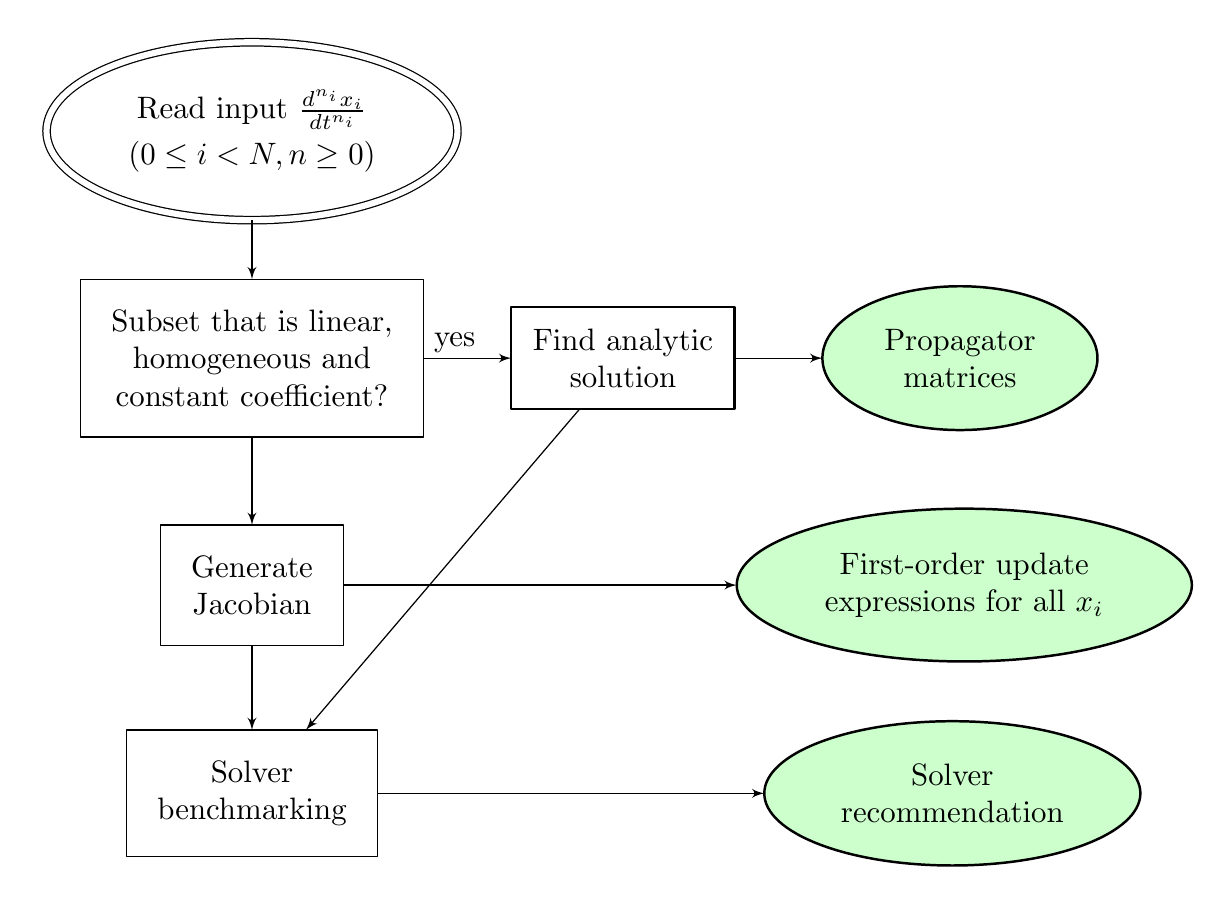 Read input $\frac{d^{n_i} x_i}{dt^{n_i}}$
$(0 \leq i < N, n \geq 0)$
Subset that is linear,
homogeneous and
constant coefficient?
yes
Find analytic
solution
Propagator
matrices
Generate
Jacobian
First-order update
expressions for all $x_i$
Solver
benchmarking
Solver
recommendation